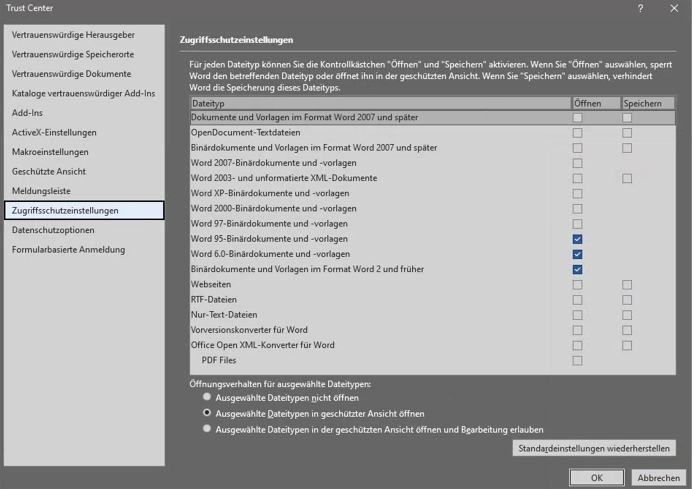 Trust Center
?
Vertrauenswürdige Herausgeber
Vertrauenswürdige Speicherorte
Vertrauenswürdige Dokumente
Kataloge vertrauenswürdiger Add-Ins
Add-Ins
ActiveX-Einstellungen
Makroeinstellungen
Geschützte Ansicht
Meldungsleiste
Zugriffsschutzeinstellungen
Datenschutzoptionen
Formularbasierte Anmeldung
Zugriffsschutzeinstellungen
Für jeden Dateityp können Sie die Kontrollkästchen "Öffnen" und "Speichern" aktivieren. Wenn Sie "Öffnen" auswählen, sperrt
Word den betreffenden Dateityp oder öffnet ihn in der geschützten Ansicht. Wenn Sie "Speichern" auswählen, verhindert
Word die Speicherung dieses Dateityps.
Dateityp Öffnen Speichern
Dokumente und Vorlagen im Format Word 2007 und später
OpenDocument-Textdateien
Binärdokumente und Vorlagen im Format Word 2007 und später
Word 2007-Binärdokumente und -vorlagen
Word 2003- und unformatierte XML-Dokumente
Word XP-Binärdokumente und -vorlagen
Word 2000-Binärdokumente und -vorlagen
Word 97-Binärdokumente und -vorlagen
Word 95-Binärdokumente und -vorlagen
Word 6.0-Binärdokumente und -vorlagen
Binärdokumente und Vorlagen im Format Word 2 und früher
Webseiten
RTF-Dateien
Nur-Text-Dateien
Vorversionskonverter für Word
Office Open XML-Konverter für Word
PDF Files
Öffnungsverhalten für ausgewählte Dateitypen:
Ausgewählte Dateitypen nicht öffnen
Ausgewählte Dateitypen in geschützter Ansicht öffnen
Ausgewählte Dateitypen in der geschützten Ansicht öffnen und Bearbeitung erlauben
Standardeinstellungen wiederherstellen
OK
Abbrechen